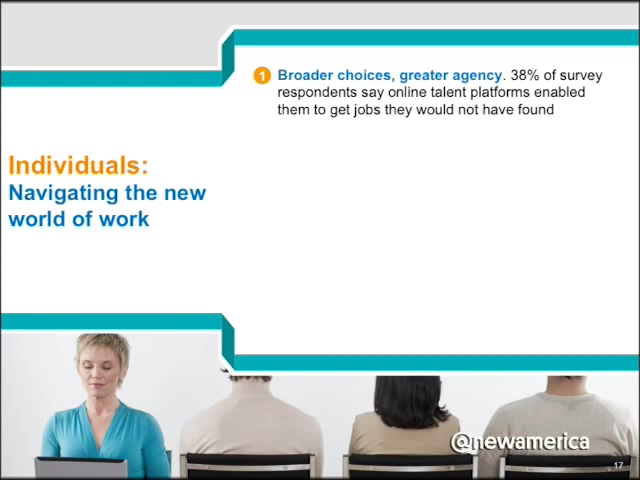 1 Broader choices, greater agency. 38% of survey
respondents say online talent platforms enabled
them to get jobs they would not have found
Individuals:
Navigating the new
world of work
@newamerica
17